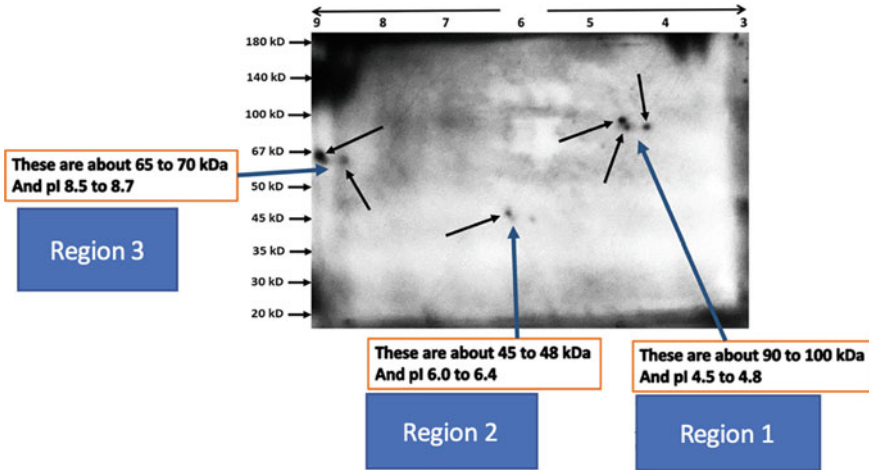 9 8 7 6 5 4 3
180 kD
140 kD
100 kD
67 kD
50 kD
45 kD
35 kD
30 kD
20 kD
These are about 65 to 70 kDa
And pI 8.5 to 8.7
Region 3
These are about 45 to 48 kDa
And pI 6.0 to 6.4
Region 2
These are about 90 to 100 kDa
And pI 4.5 to 4.8
Region 1